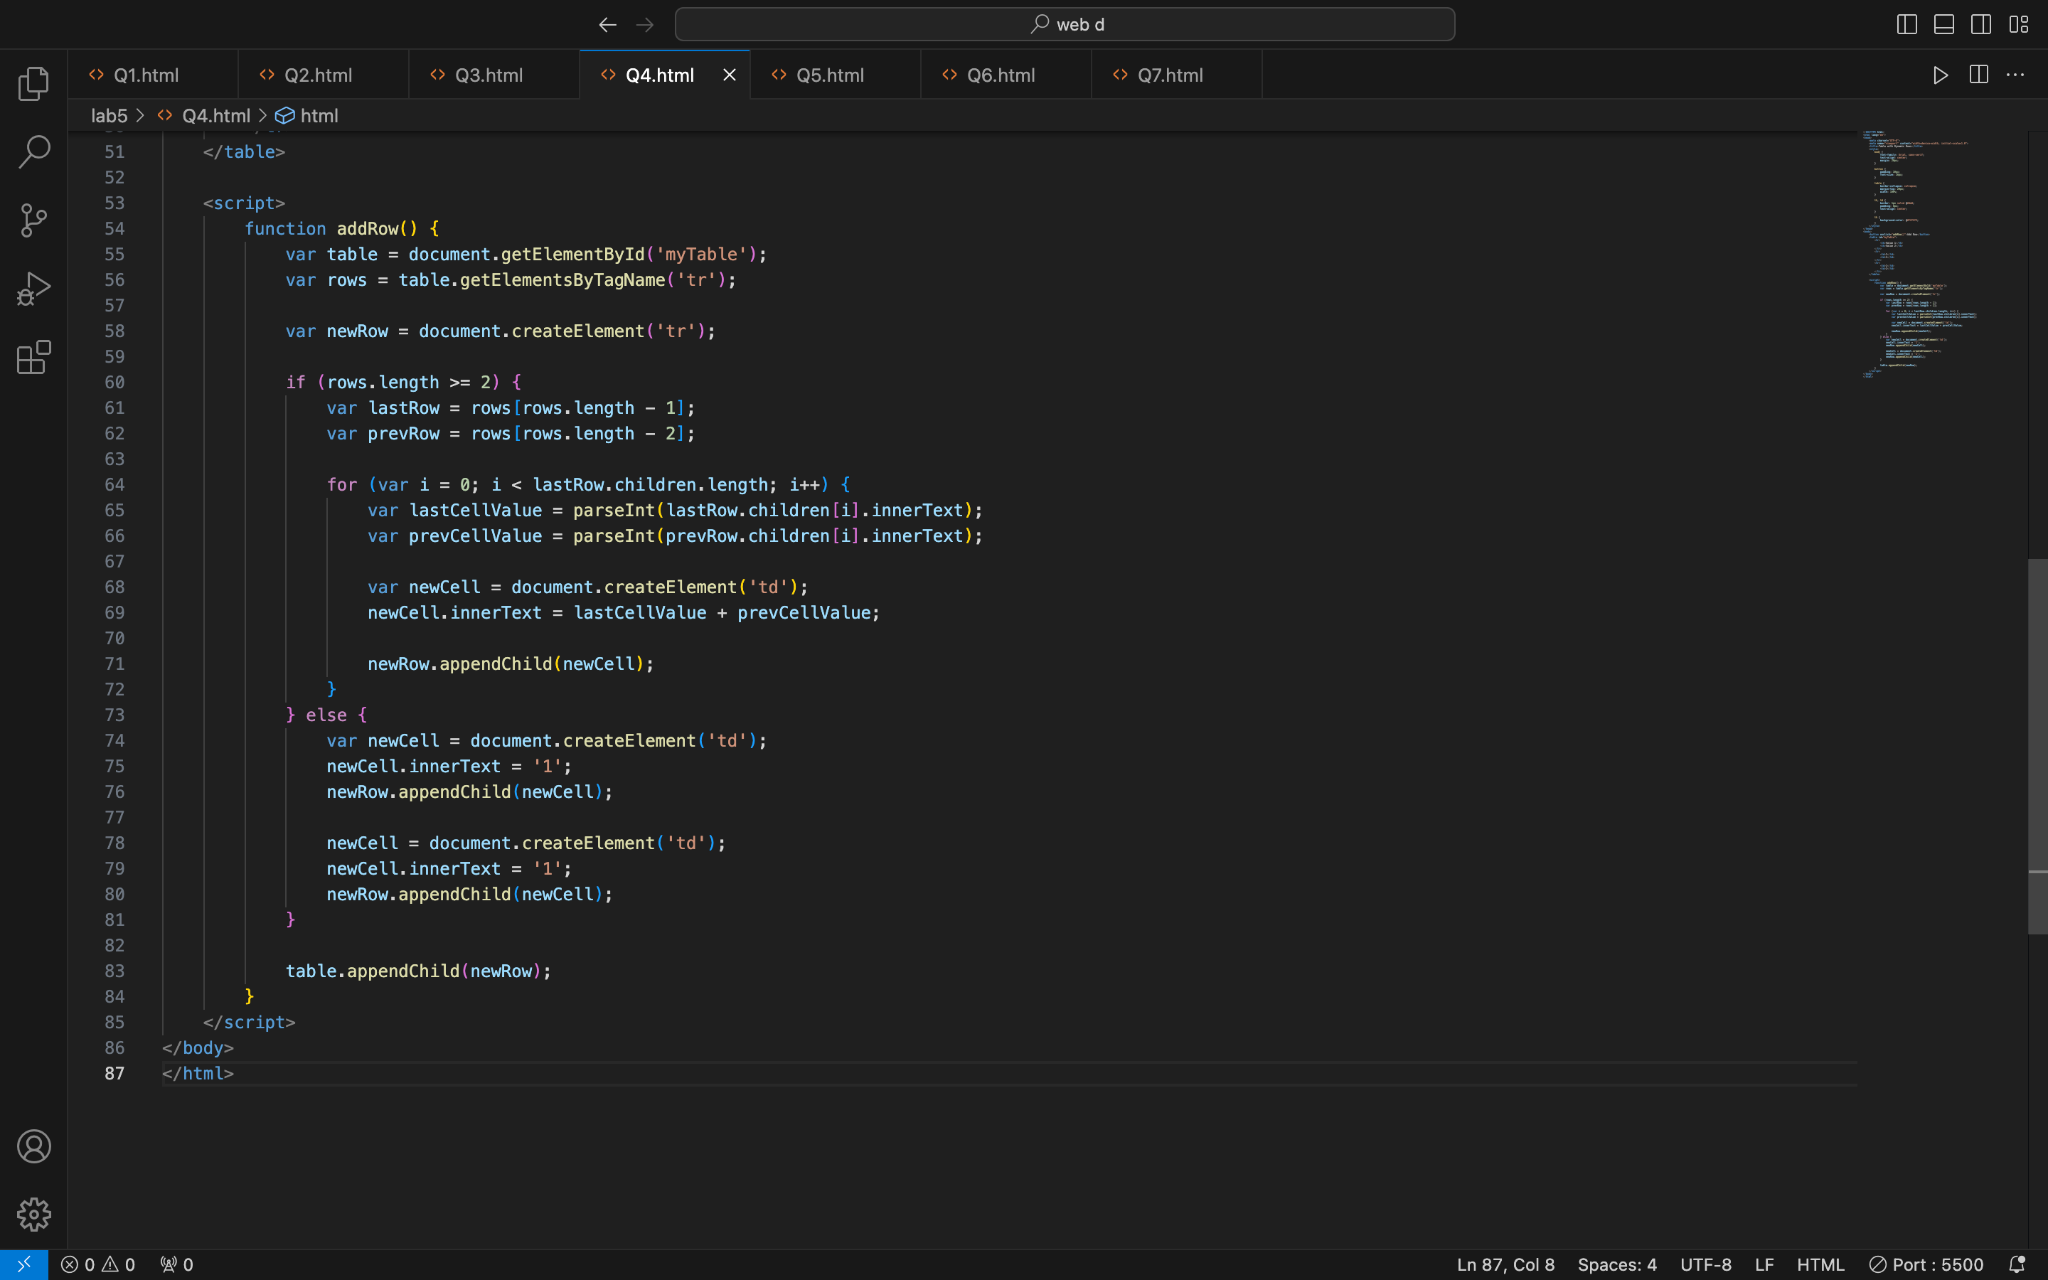 web d
Q1.html
Q2.html
Q3.html
Q4.html
Q5.html
Q6.html
Q7.html
lab5 > Q4.html > html
51 </table>
52
53 <script>
54 function addRow() {
55 var table = document.getElementById('myTable');
56 var rows = table.getElementsByTagName('tr');
57
58 var newRow = document.createElement('tr');
59
60 if (rows.length >= 2) {
61 var lastRow = rows[rows.length - 1];
62 var prevRow = rows[rows.length - 2];
63
64 for (var i = 0; i < lastRow.children.length; i++) {
65 var lastCellValue = parseInt(lastRow.children[i].innerText);
66 var prevCellValue = parseInt(prevRow.children[i].innerText);
67
68 var newCell = document.createElement('td');
69 newCell.innerText = lastCellValue + prevCellValue;
70
71 newRow.appendChild(newCell);
72 }
73 } else {
74 var newCell = document.createElement('td');
75 newCell.innerText = '1';
76 newRow.appendChild(newCell);
77
78 newCell = document.createElement('td');
79 newCell.innerText = '1';
80 newRow.appendChild(newCell);
81 }
82
83 table.appendChild(newRow);
84 }
85 </script>
86 </body>
87 </html>
0 0 0 Ln 87, Col 8 Spaces: 4 UTF-8 LF HTML Port : 5500